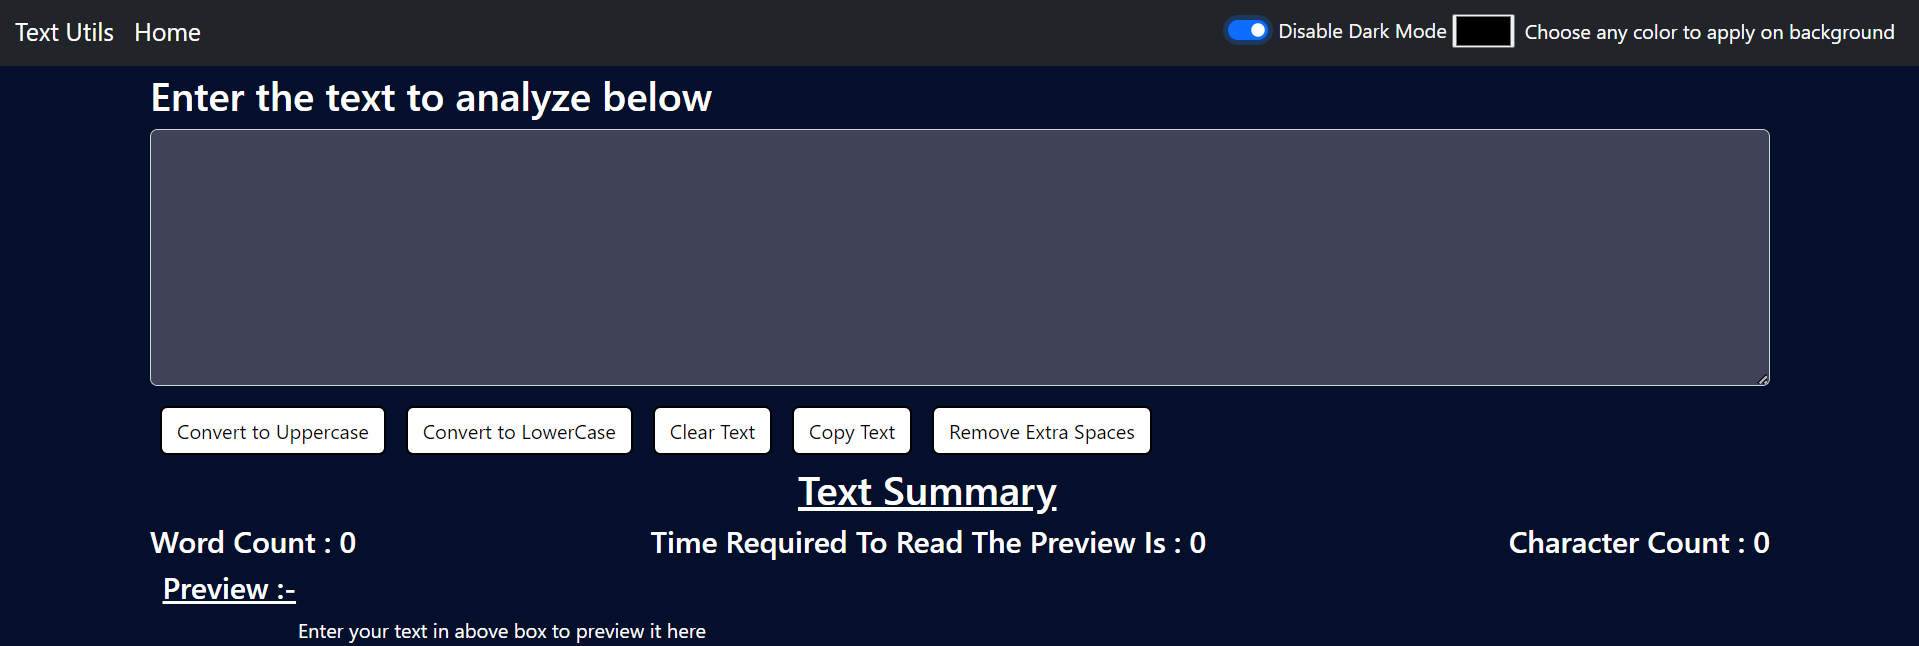 Text Utils Home Disable Dark Mode Choose any color to apply on background
Enter the text to analyze below
Convert to Uppercase Convert to LowerCase Clear Text Copy Text Remove Extra Spaces
Text Summary
Word Count : 0 Time Required To Read The Preview Is : 0 Character Count : 0
Preview :-
Enter your text in above box to preview it here